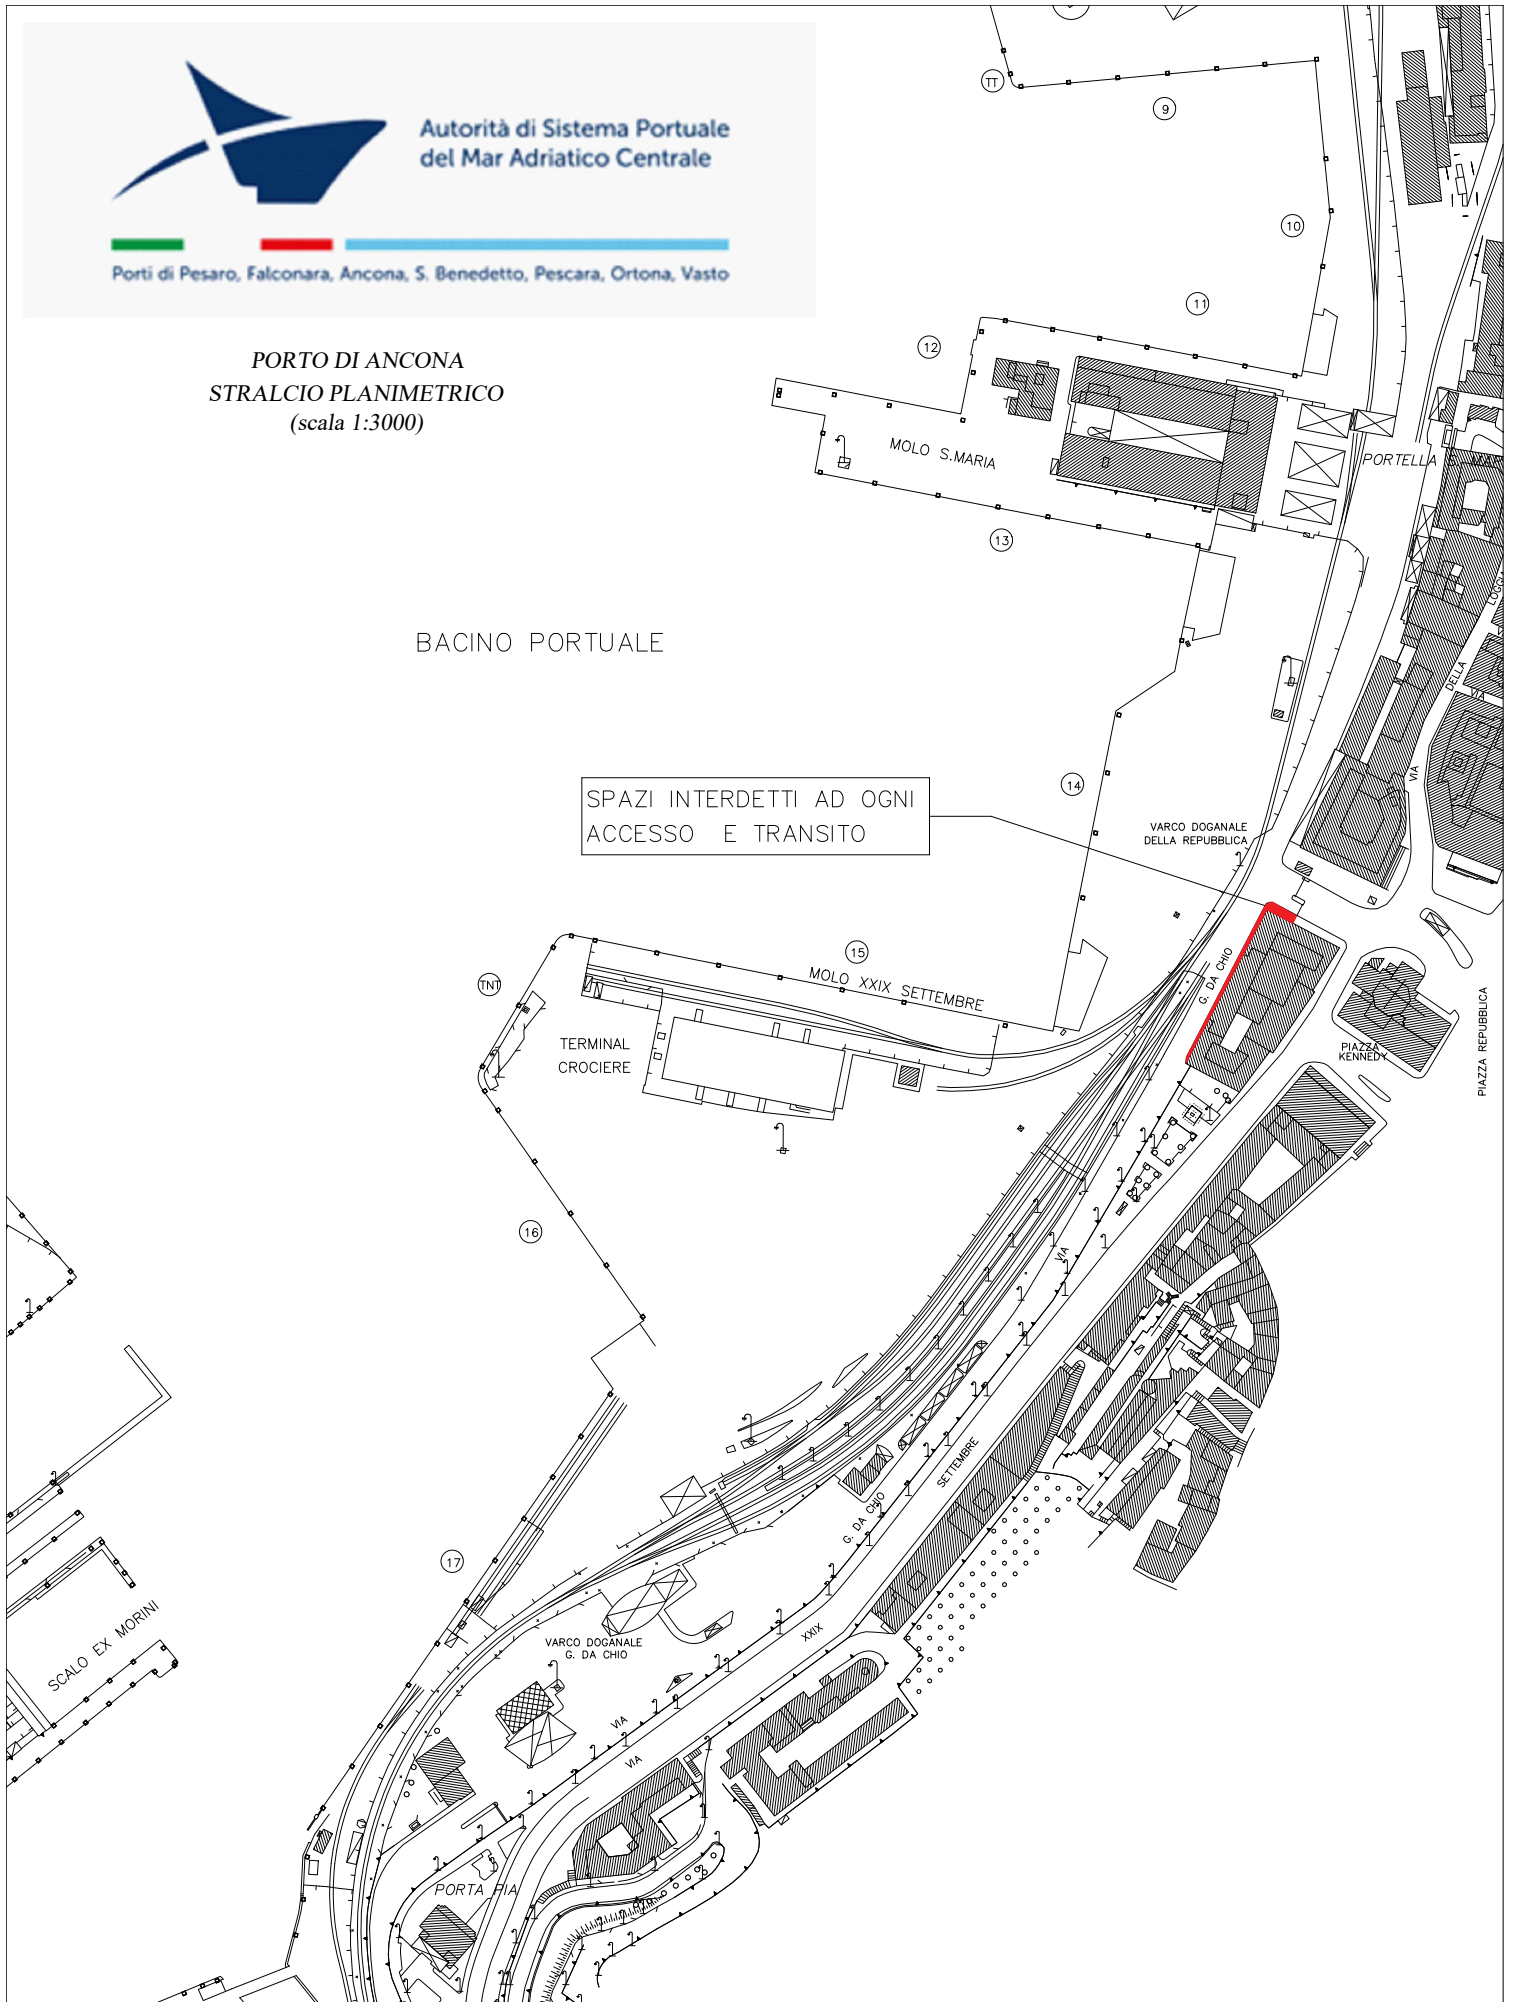 Autorità di Sistema Portuale
del Mar Adriatico Centrale
Porti di Pesaro, Falconara, Ancona, S. Benedetto, Pescara, Ortona, Vasto
PORTO DI ANCONA
STRALCIO PLANIMETRICO
(scala 1:3000)
TT
9
10
11
12
MOLO S.MARIA
PORTELLA S. MAR
13
LOGGIA
BACINO PORTUALE
DELLA
VIA
VIA
14
SPAZI INTERDETTI AD OGNI
ACCESSO E TRANSITO
VARCO DOGANALE
DELLA REPUBBLICA
15
MOLO XXIX SETTEMBRE
G. DA CHIO
TNT
TERMINAL
CROCIERE
PIAZZA
KENNEDY
PIAZZA REPUBBLICA
16
VIA
SETTEMBRE
G. DA CHIO
17
SCALO EX MORINI
XXIX
VARCO DOGANALE
G. DA CHIO
VIA
VIA
PORTA PIA